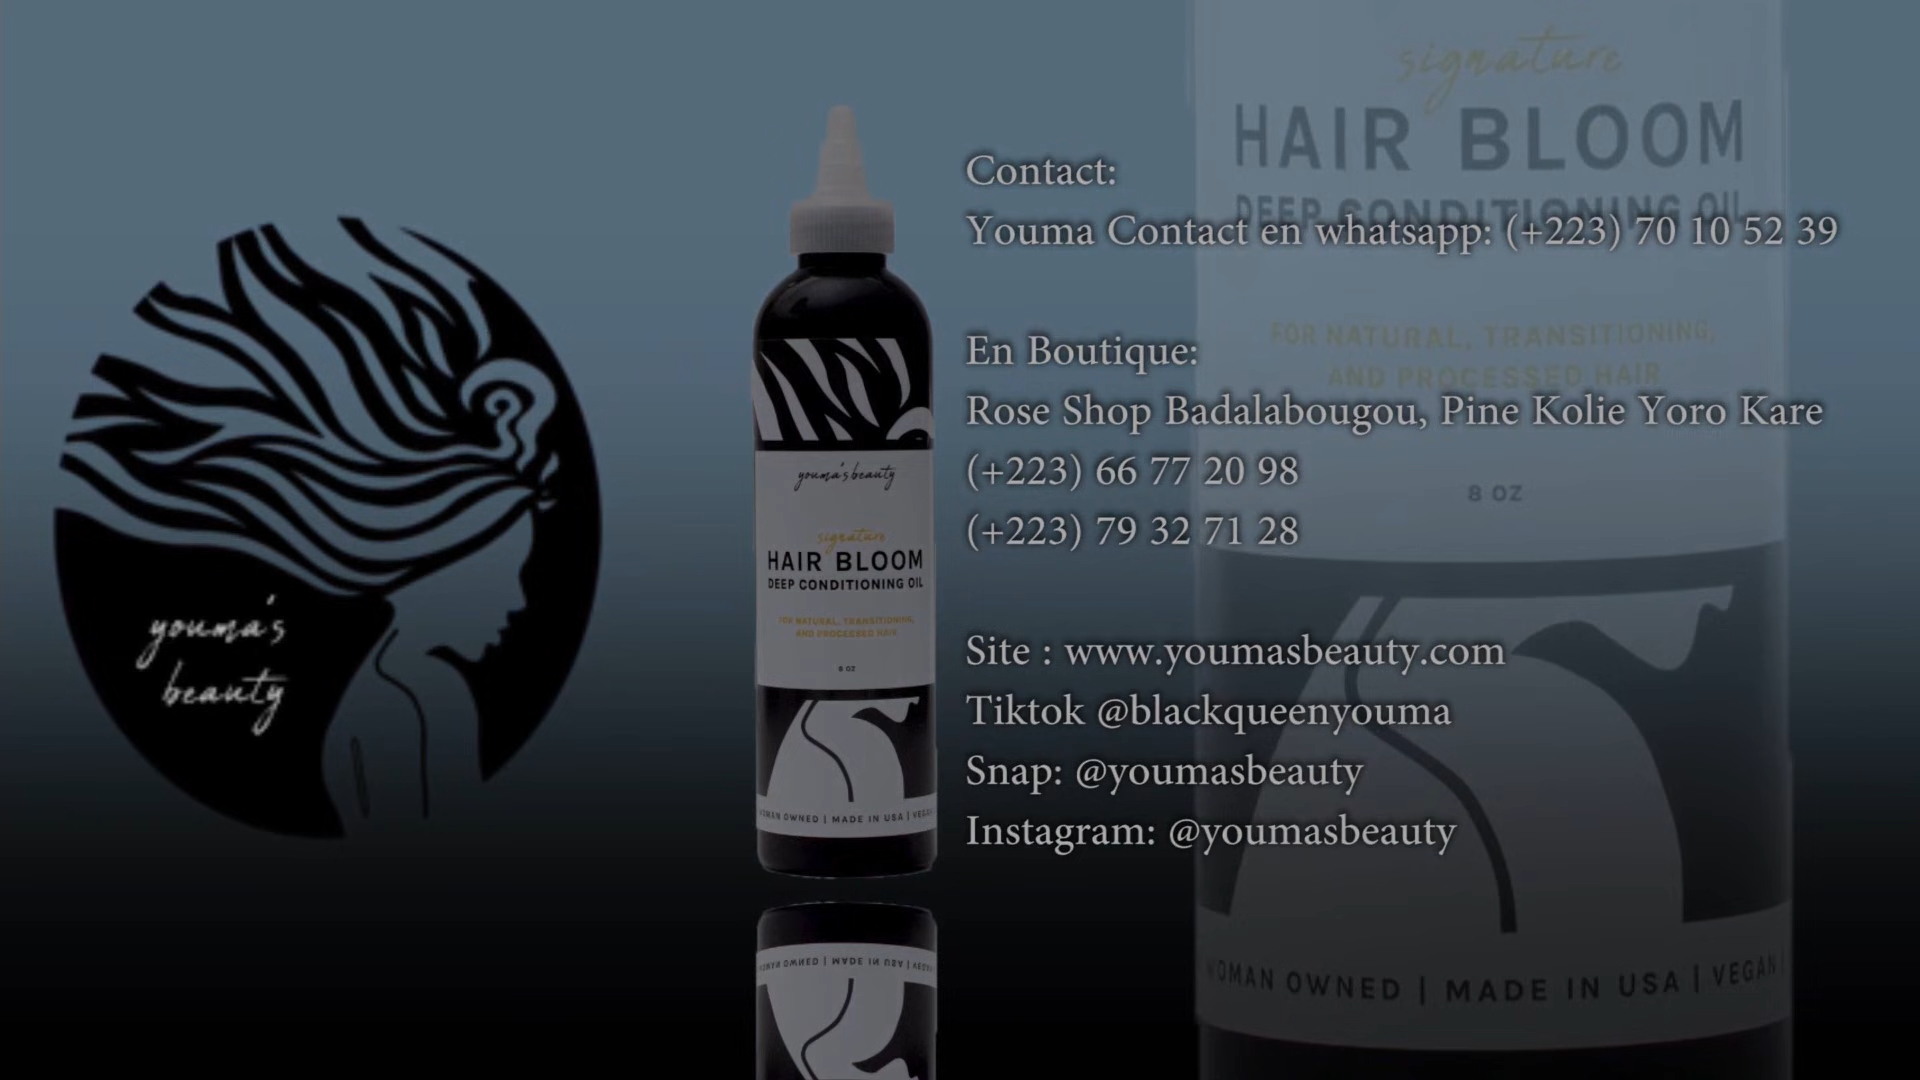 youma's
beauty
youma's beauty
signature
HAIR BLOOM
DEEP CONDITIONING OIL
FOR NATURAL, TRANSITIONING,
AND PROCESSED HAIR
8 OZ
OWNED | MADE IN USA |
Contact:
Youma Contact en whatsapp: (+223) 70 10 52 39
En Boutique:
Rose Shop Badalabougou, Pine Kolie Yoro Kare
(+223) 66 77 20 98
(+223) 79 32 71 28
Site : www.youmasbeauty.com
Tiktok @blackqueenyouma
Snap: @youmasbeauty
Instagram: @youmasbeauty
signature
HAIR BLOOM
DEEP CONDITIONING OIL
FOR NATURAL, TRANSITIONING,
AND PROCESSED HAIR
8 OZ
WOMAN OWNED | MADE IN USA | VEGAN |